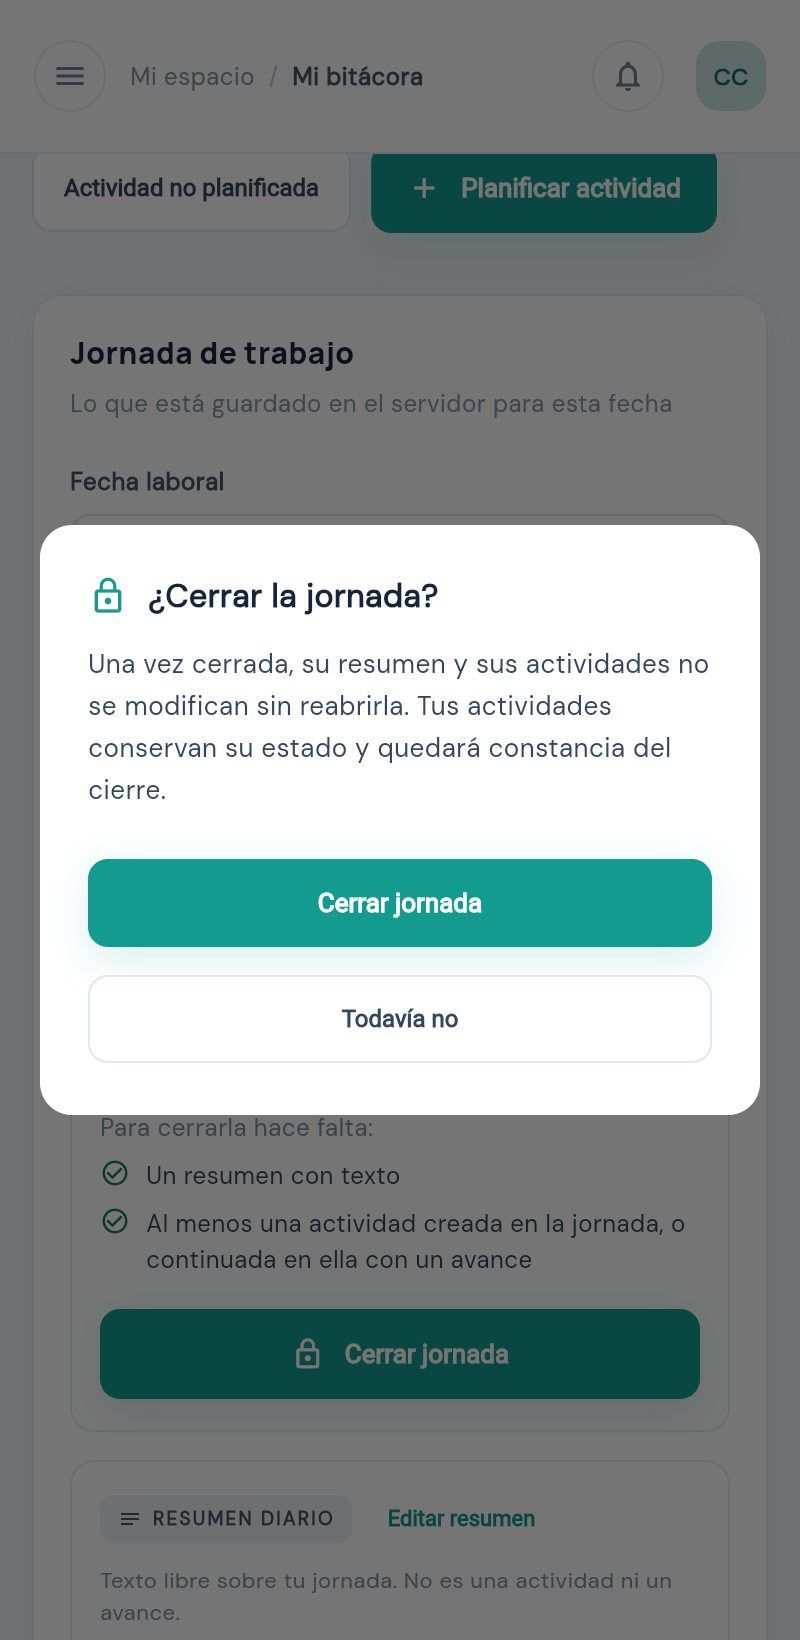 Mi espacio / Mi bitácora
CC
Actividad no planificada
+ Planificar actividad
Jornada de trabajo
Lo que está guardado en el servidor para esta fecha
Fecha laboral
¿Cerrar la jornada?
Una vez cerrada, su resumen y sus actividades no
se modifican sin reabrirla. Tus actividades
conservan su estado y quedará constancia del
cierre.
Cerrar jornada
Todavía no
Para cerrarla hace falta:
Un resumen con texto
Al menos una actividad creada en la jornada, o
continuada en ella con un avance
Cerrar jornada
RESUMEN DIARIO
Editar resumen
Texto libre sobre tu jornada. No es una actividad ni un
avance.